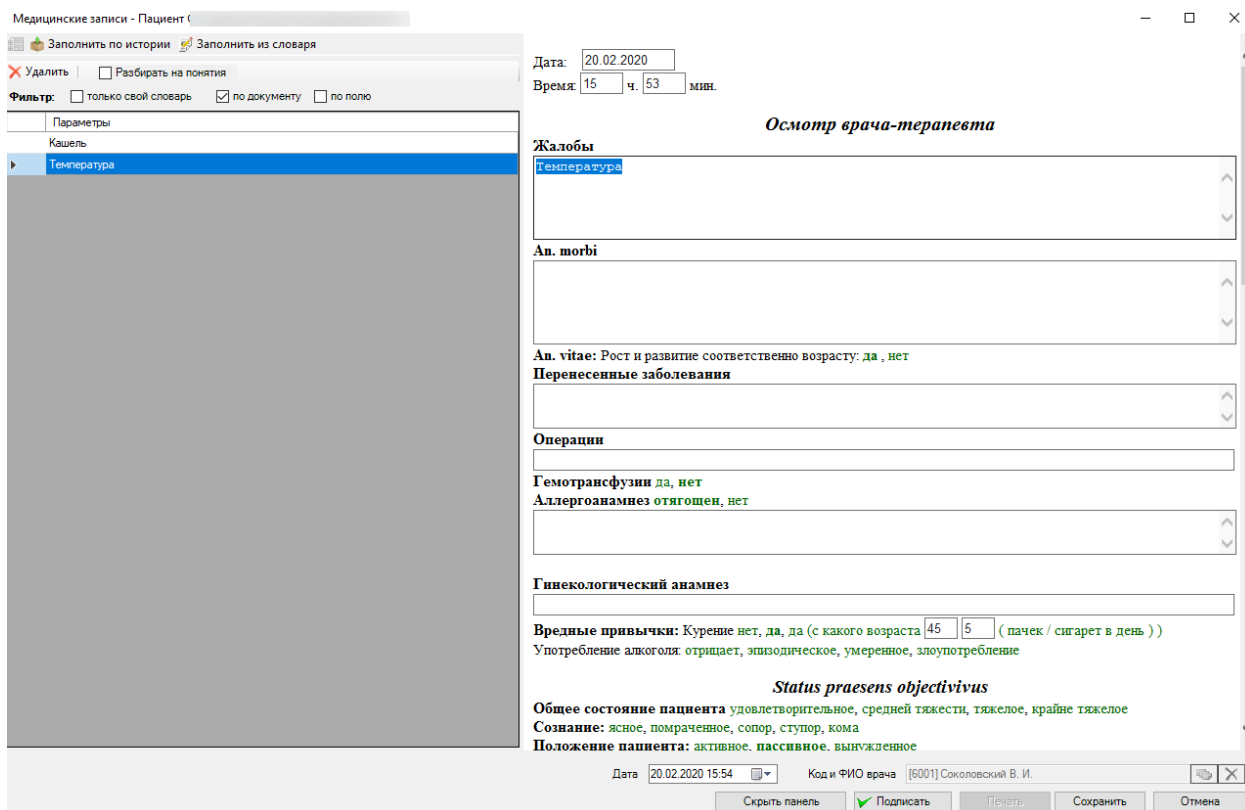 Медицинские записи - Пациент
Заполнить по истории Заполнить из словаря
Удалить Разбирать на понятия
Фильтр: только свой словарь по документу по полю
Параметры
Кашель
Температура
Дата: 20.02.2020
Время: 15 ч. 53 мин.
Осмотр врача-терапевта
Жалобы
Температура
An. morbi
An. vitae: Рост и развитие соответственно возрасту: да , нет
Перенесенные заболевания
Операции
Гемотрансфузии да, нет
Аллергоанамнез отягощен, нет
Гинекологический анамнез
Вредные привычки: Курение нет, да, да (с какого возраста 45 5 ( пачек / сигарет в день ) )
Употребление алкоголя: отрицает, эпизодическое, умеренное, злоупотребление
Status praesens objectivivus
Общее состояние пациента удовлетворительное, средней тяжести, тяжелое, крайне тяжелое
Сознание: ясное, помраченное, сопор, ступор, кома
Положение пациента: активное, пассивное, вынужденное
Дата 20.02.2020 15:54 Код и ФИО врача [6001] Соколовский В. И.
Скрыть панель Подписать Печать Сохранить Отмена